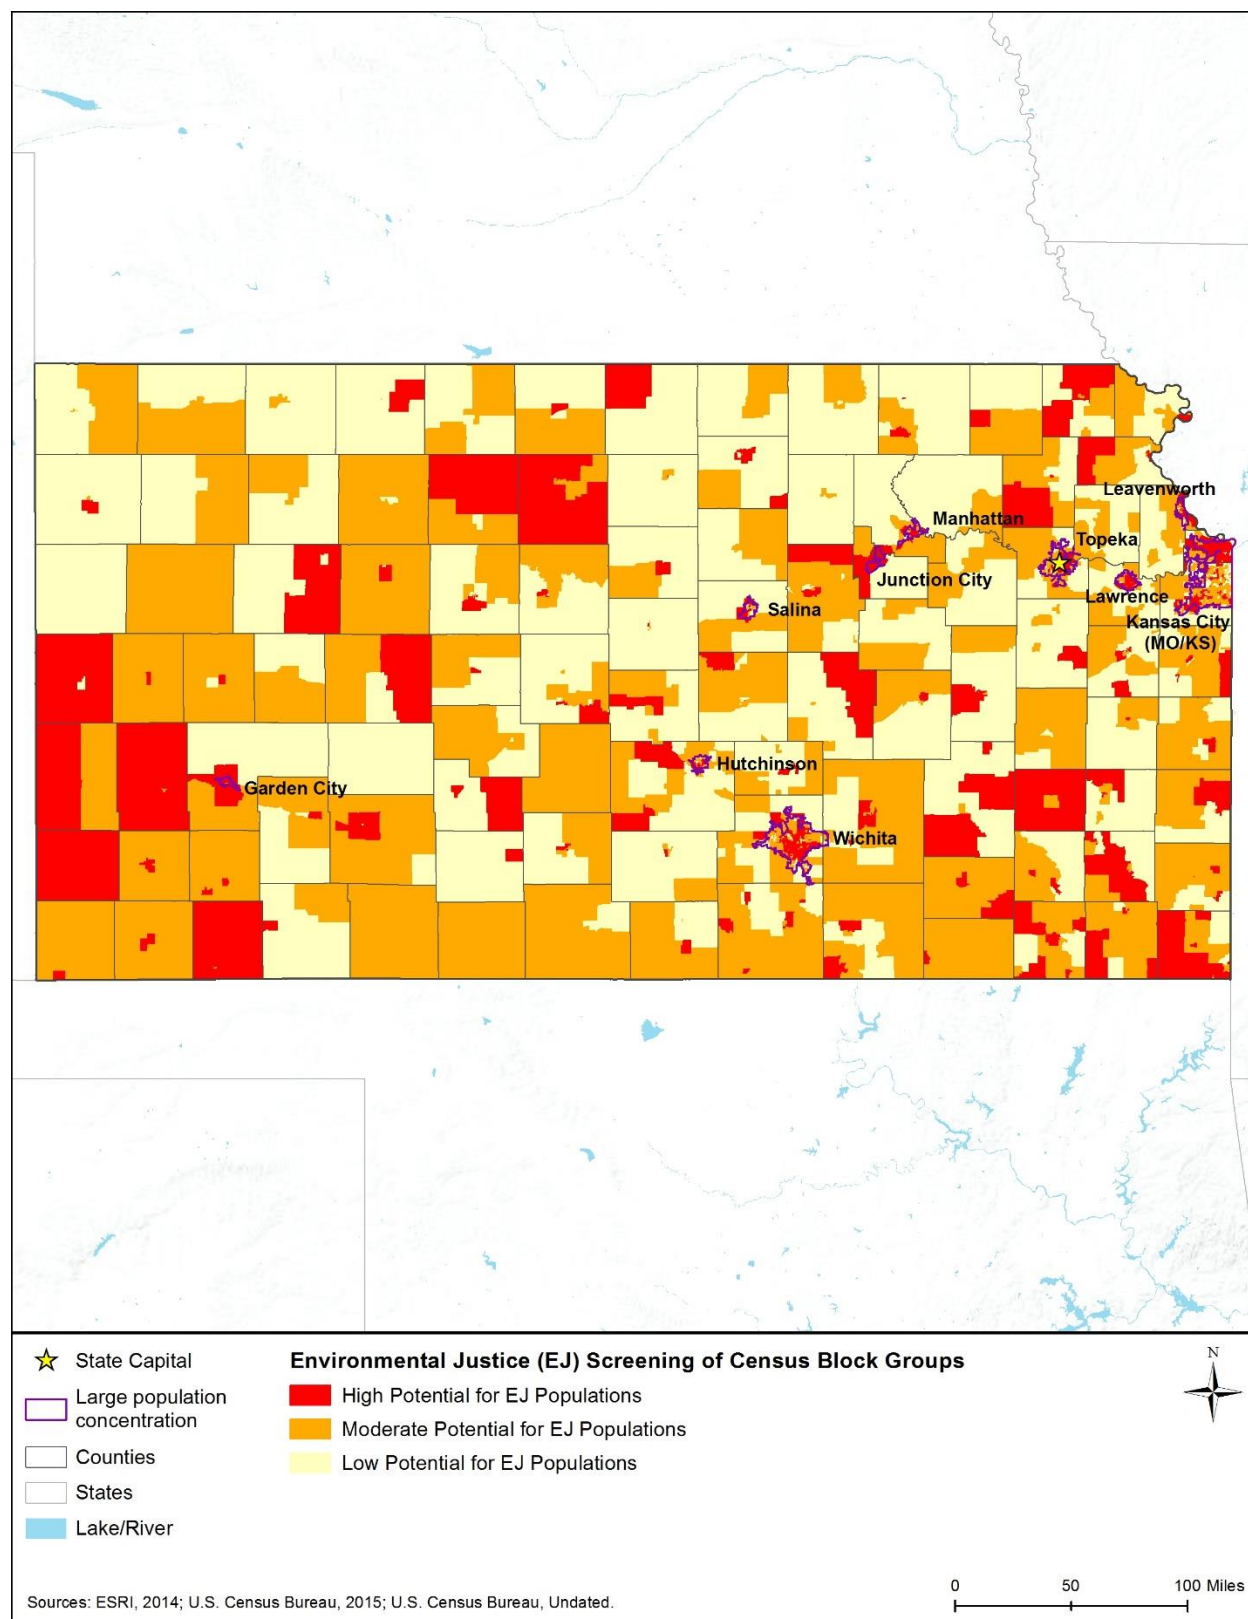 Leavenworth
Manhattan
Topeka
Junction City
Lawrence
Salina
Kansas City
(MO/KS)
Hutchinson
Garden City
Wichita
State Capital
Large population
concentration
Counties
States
Lake/River
Environmental Justice (EJ) Screening of Census Block Groups
High Potential for EJ Populations
Moderate Potential for EJ Populations
Low Potential for EJ Populations
N
Sources: ESRI, 2014; U.S. Census Bureau, 2015; U.S. Census Bureau, Undated.
0 50 100 Miles